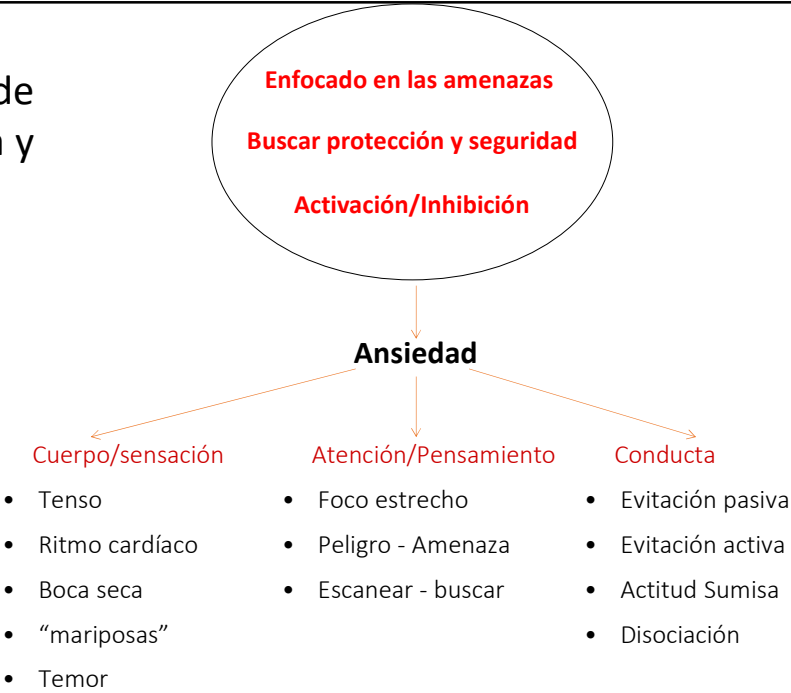 de
y
Enfocado en las amenazas
Buscar protección y seguridad
Activación/Inhibición
Ansiedad
Cuerpo/sensación
• Tenso
• Ritmo cardíaco
• Boca seca
• “mariposas”
• Temor
Atención/Pensamiento
• Foco estrecho
• Peligro - Amenaza
• Escanear - buscar
Conducta
• Evitación pasiva
• Evitación activa
• Actitud Sumisa
• Disociación